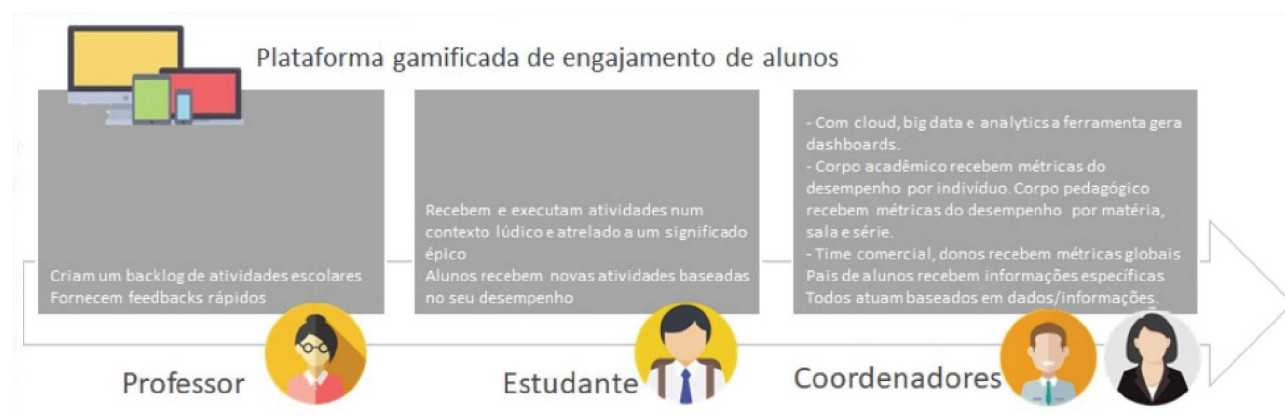 Plataforma gamificada de engajamento de alunos
Criam um backlog de atividades escolares
Fornecem feedbacks rápidos
Recebem e executam atividades num
contexto lúdico e atrelado a um significado
épico
Alunos recebem novas atividades baseadas
no seu desempenho
- Com cloud, big data e analytics a ferramenta gera
dashboards.
- Corpo acadêmico recebem métricas do
desempenho por indivíduo. Corpo pedagógico
recebem métricas do desempenho por matéria,
sala e série.
- Time comercial, donos recebem métricas globais
Pais de alunos recebem informações específicas
Todos atuam baseados em dados/informações.
Professor
Estudante
Coordenadores